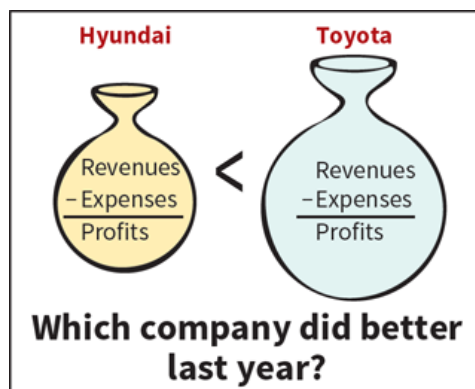 Hyundai
Toyota
Revenues
–Expenses
Profits
<
Revenues
–Expenses
Profits
Which company did better
last year?